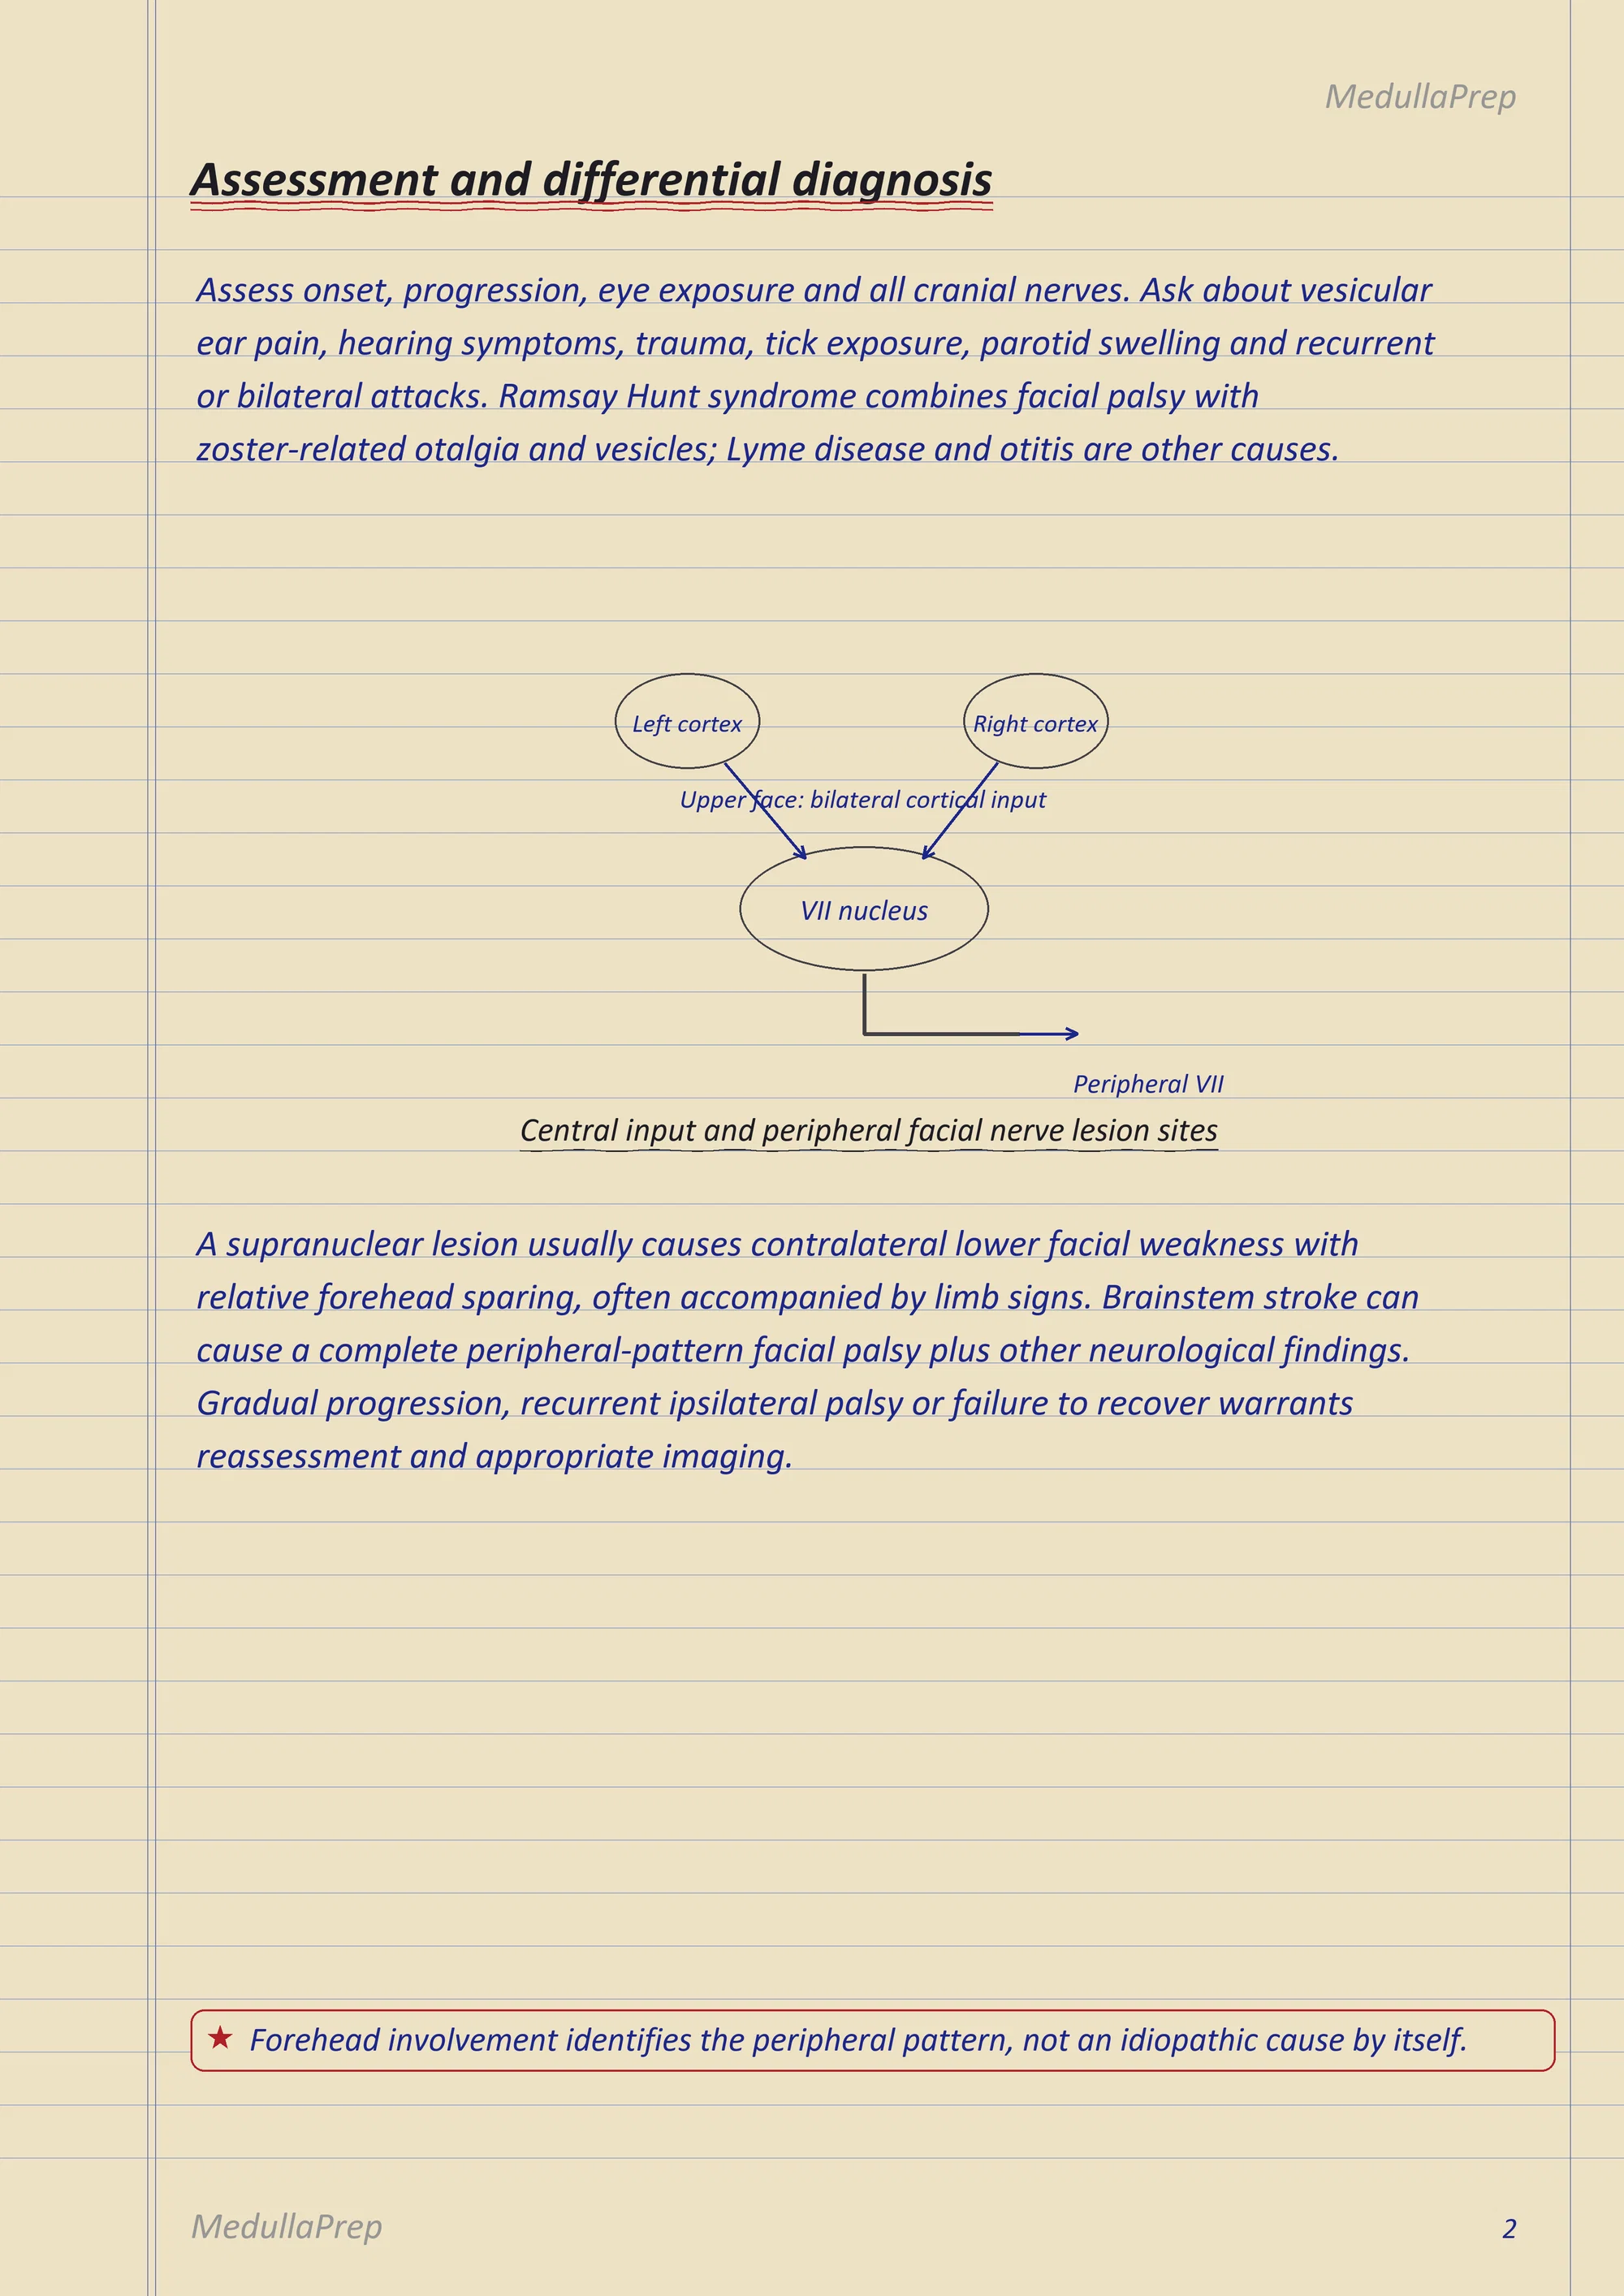 MedullaPrep
Assessment and differential diagnosis
Assess onset, progression, eye exposure and all cranial nerves. Ask about vesicular
ear pain, hearing symptoms, trauma, tick exposure, parotid swelling and recurrent
or bilateral attacks. Ramsay Hunt syndrome combines facial palsy with
zoster-related otalgia and vesicles; Lyme disease and otitis are other causes.
Left cortex
Right cortex
Upper face: bilateral cortical input
VII nucleus
Peripheral VII
Central input and peripheral facial nerve lesion sites
A supranuclear lesion usually causes contralateral lower facial weakness with
relative forehead sparing, often accompanied by limb signs. Brainstem stroke can
cause a complete peripheral-pattern facial palsy plus other neurological findings.
Gradual progression, recurrent ipsilateral palsy or failure to recover warrants
reassessment and appropriate imaging.
★ Forehead involvement identifies the peripheral pattern, not an idiopathic cause by itself.
MedullaPrep
2